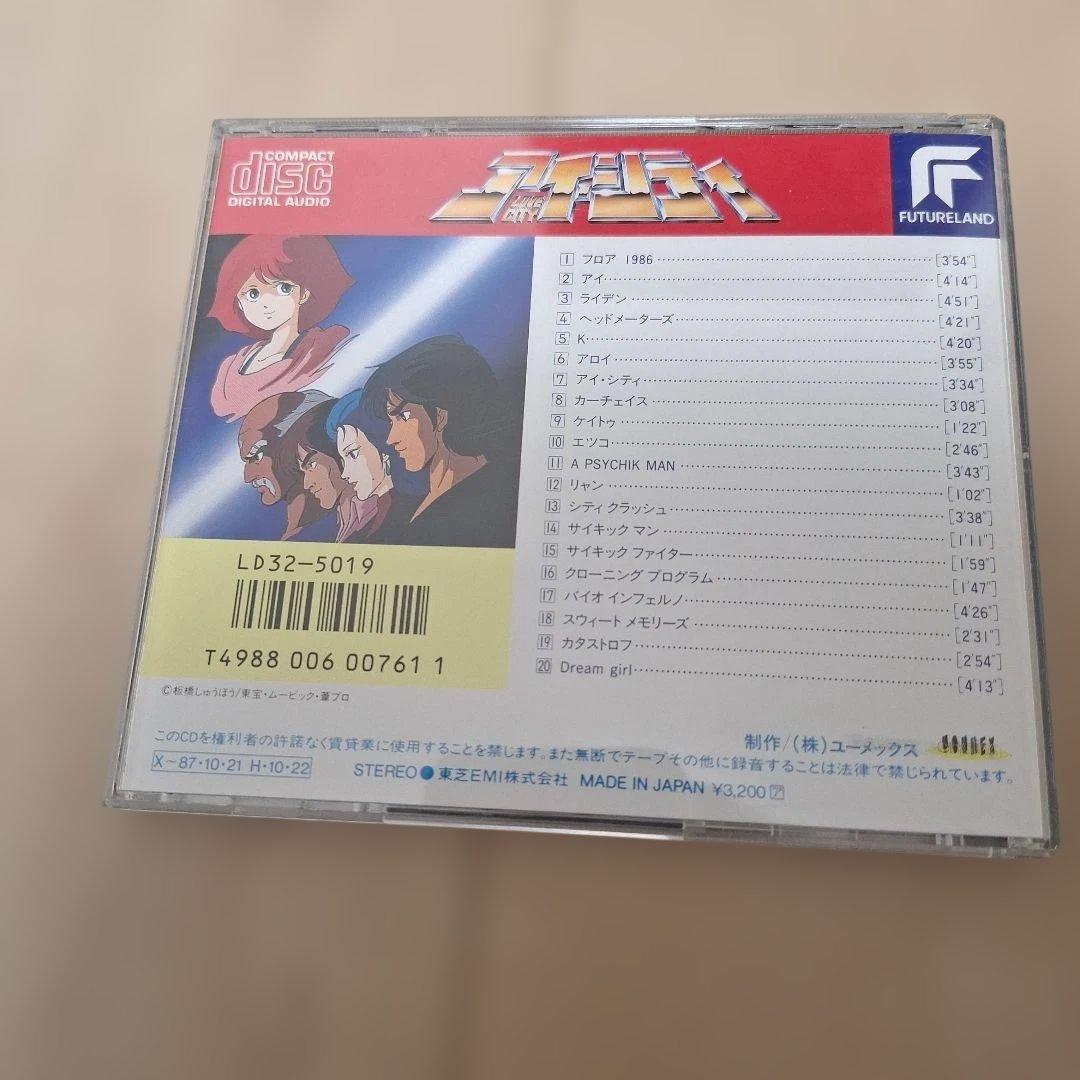 COMPACT
disc
DIGITAL AUDIO
アイ・シティ
LOVE
CITY
FUTURELAND
1 フロア 1986 [3'54"]
2 アイ [4'14"]
3 ライデン [4'51"]
4 ヘッドメーターズ [4'21"]
5 K [4'20"]
6 アロイ [3'55"]
7 アイ・シティ [3'34"]
8 カーチェイス [3'08"]
9 ケイトゥ [1'22"]
10 エツコ [2'46"]
11 A PSYCHIK MAN [3'43"]
12 リャン [1'02"]
13 シティ クラッシュ [3'38"]
14 サイキック マン [1'11"]
15 サイキック ファイター [1'59"]
16 クローニング プログラム [1'47"]
17 バイオ インフェルノ [4'26"]
18 スウィート メモリーズ [2'31"]
19 カタストロフ [2'54"]
20 Dream girl [4'13"]
LD32-5019
T4988 006 00761 1
©板橋しゅうほう/東宝・ムービック・葦プロ
制作/(株)ユーメックス
このCDを権利者の許諾なく賃貸業に使用することを禁じます。また無断でテープその他に録音することは法律で禁じられています。
X-87・10・21 H・10・22
STEREO●東芝EMI株式会社 MADE IN JAPAN ¥3,200 ア